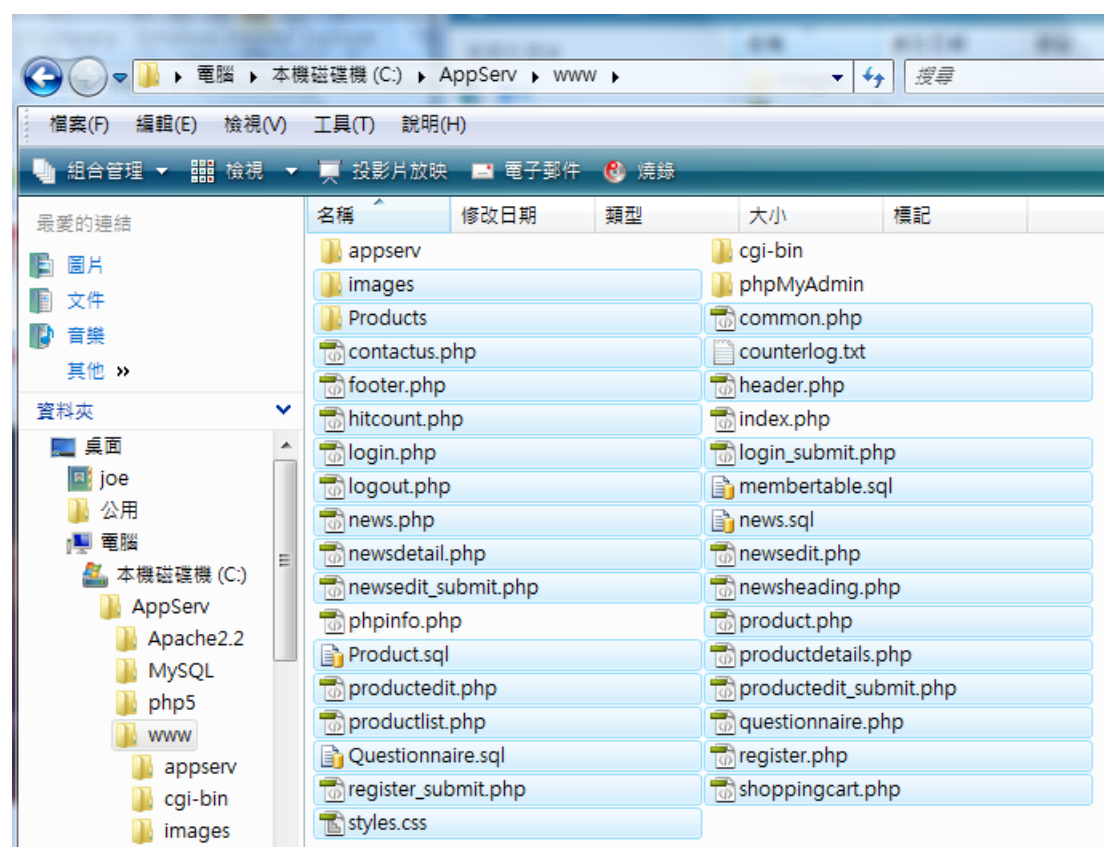 電腦 ▸ 本機磁碟機 (C:) ▸ AppServ ▸ www ▸ 搜尋
檔案(F) 編輯(E) 檢視(V) 工具(T) 說明(H)
組合管理 檢視 投影片放映 電子郵件 燒錄
最愛的連結
圖片
文件
音樂
其他 »
資料夾
桌面
joe
公用
電腦
本機磁碟機 (C:)
AppServ
Apache2.2
MySQL
php5
www
appserv
cgi-bin
images
名稱 修改日期 類型 大小 標記
appserv cgi-bin
images phpMyAdmin
Products common.php
contactus.php counterlog.txt
footer.php header.php
hitcount.php index.php
login.php login_submit.php
logout.php membertable.sql
news.php news.sql
newsdetail.php newsedit.php
newsedit_submit.php newsheading.php
phpinfo.php product.php
Product.sql productdetails.php
productedit.php productedit_submit.php
productlist.php questionnaire.php
Questionnaire.sql register.php
register_submit.php shoppingcart.php
styles.css